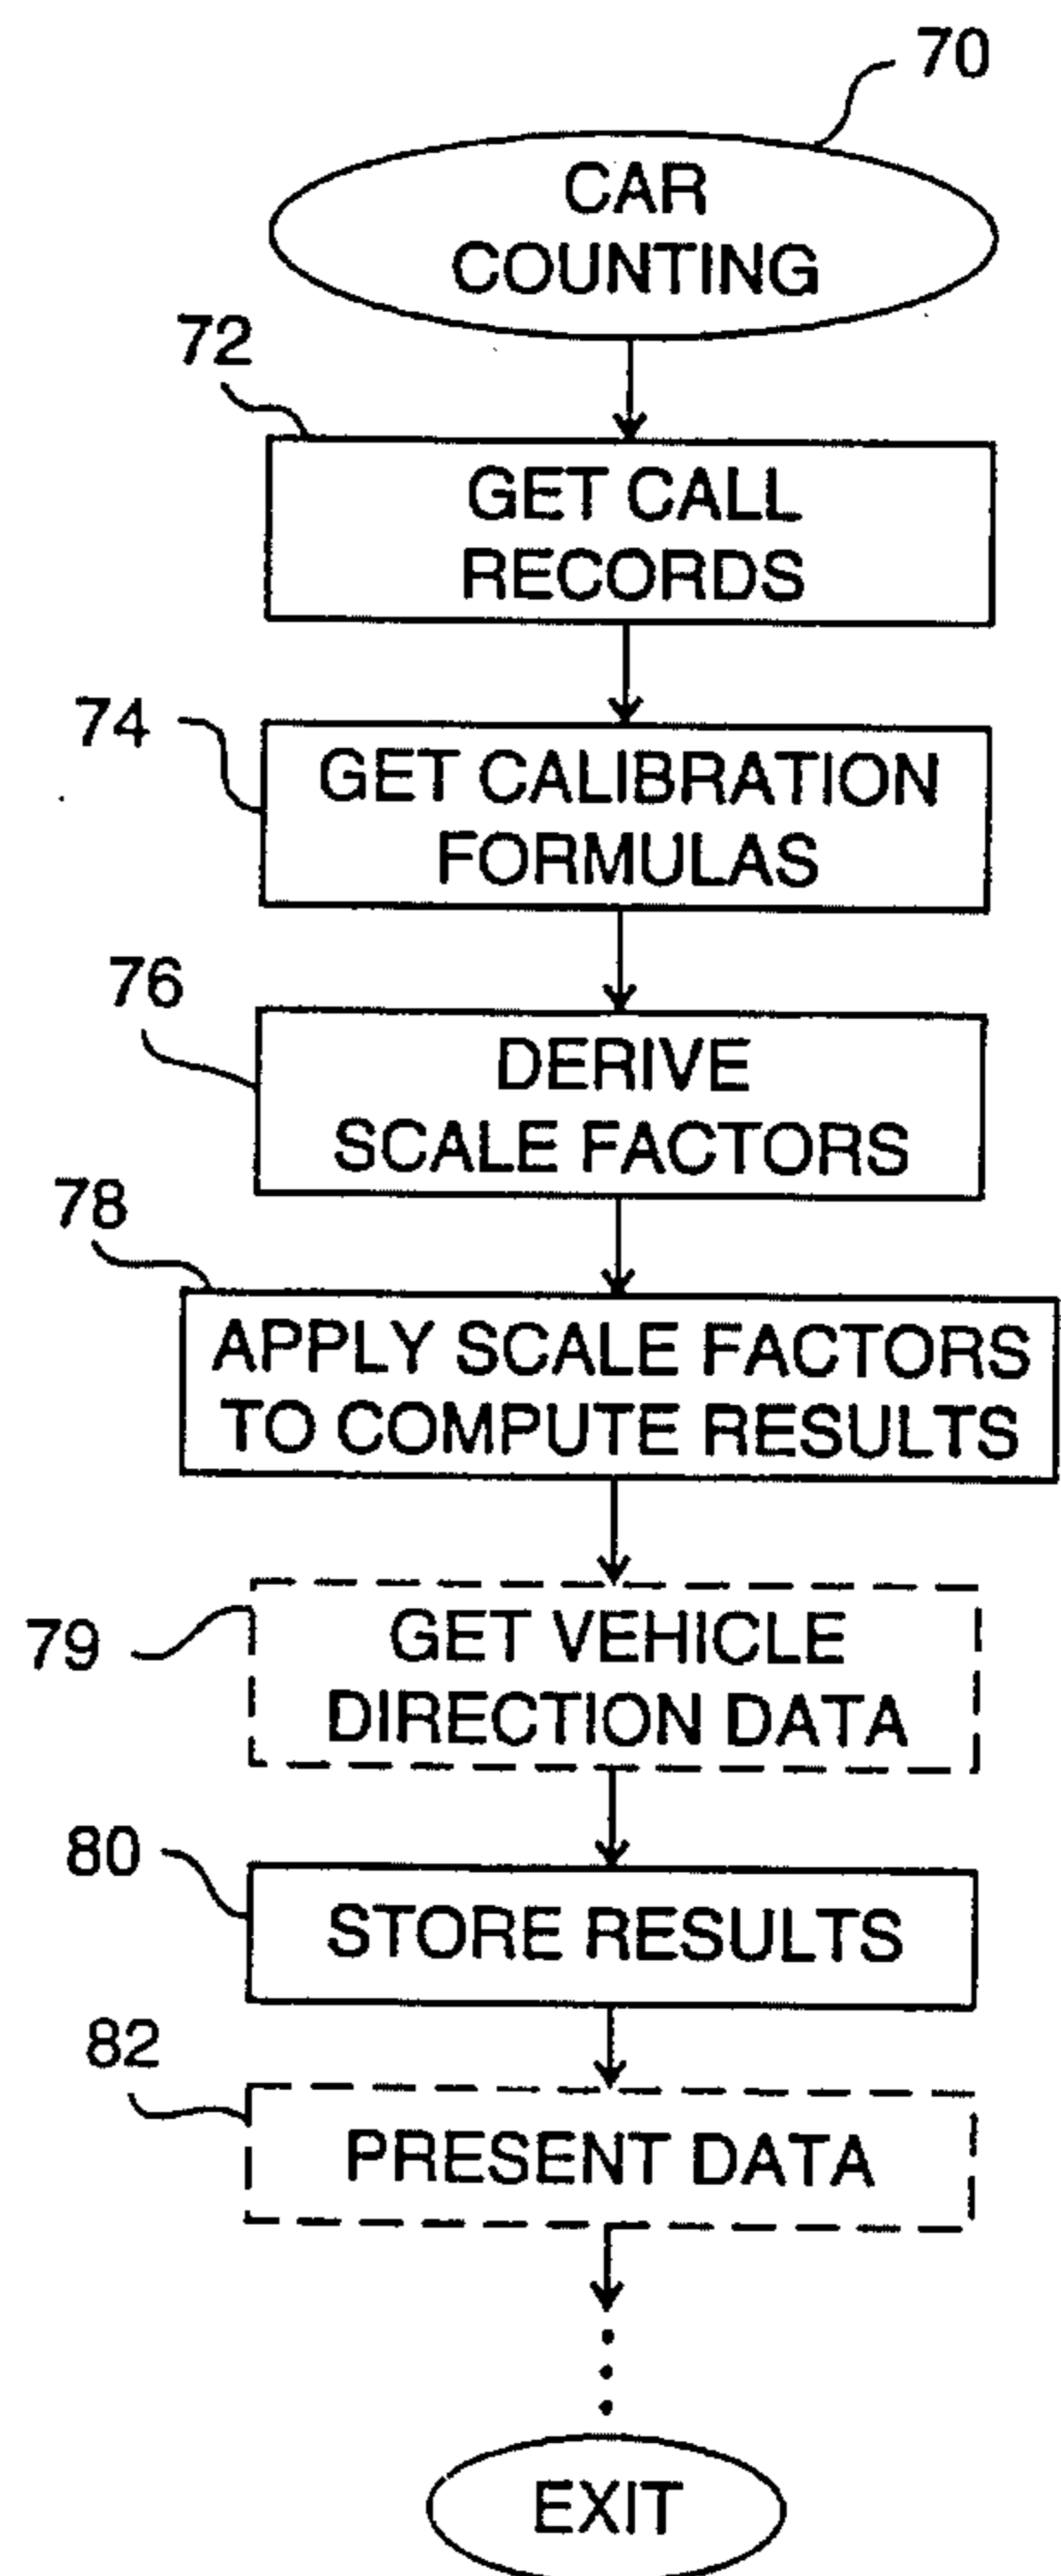 70
CAR
COUNTING
72
GET CALL
RECORDS
74
GET CALIBRATION
FORMULAS
76
DERIVE
SCALE FACTORS
78
APPLY SCALE FACTORS
TO COMPUTE RESULTS
79
GET VEHICLE
DIRECTION DATA
80
STORE RESULTS
82
PRESENT DATA
EXIT